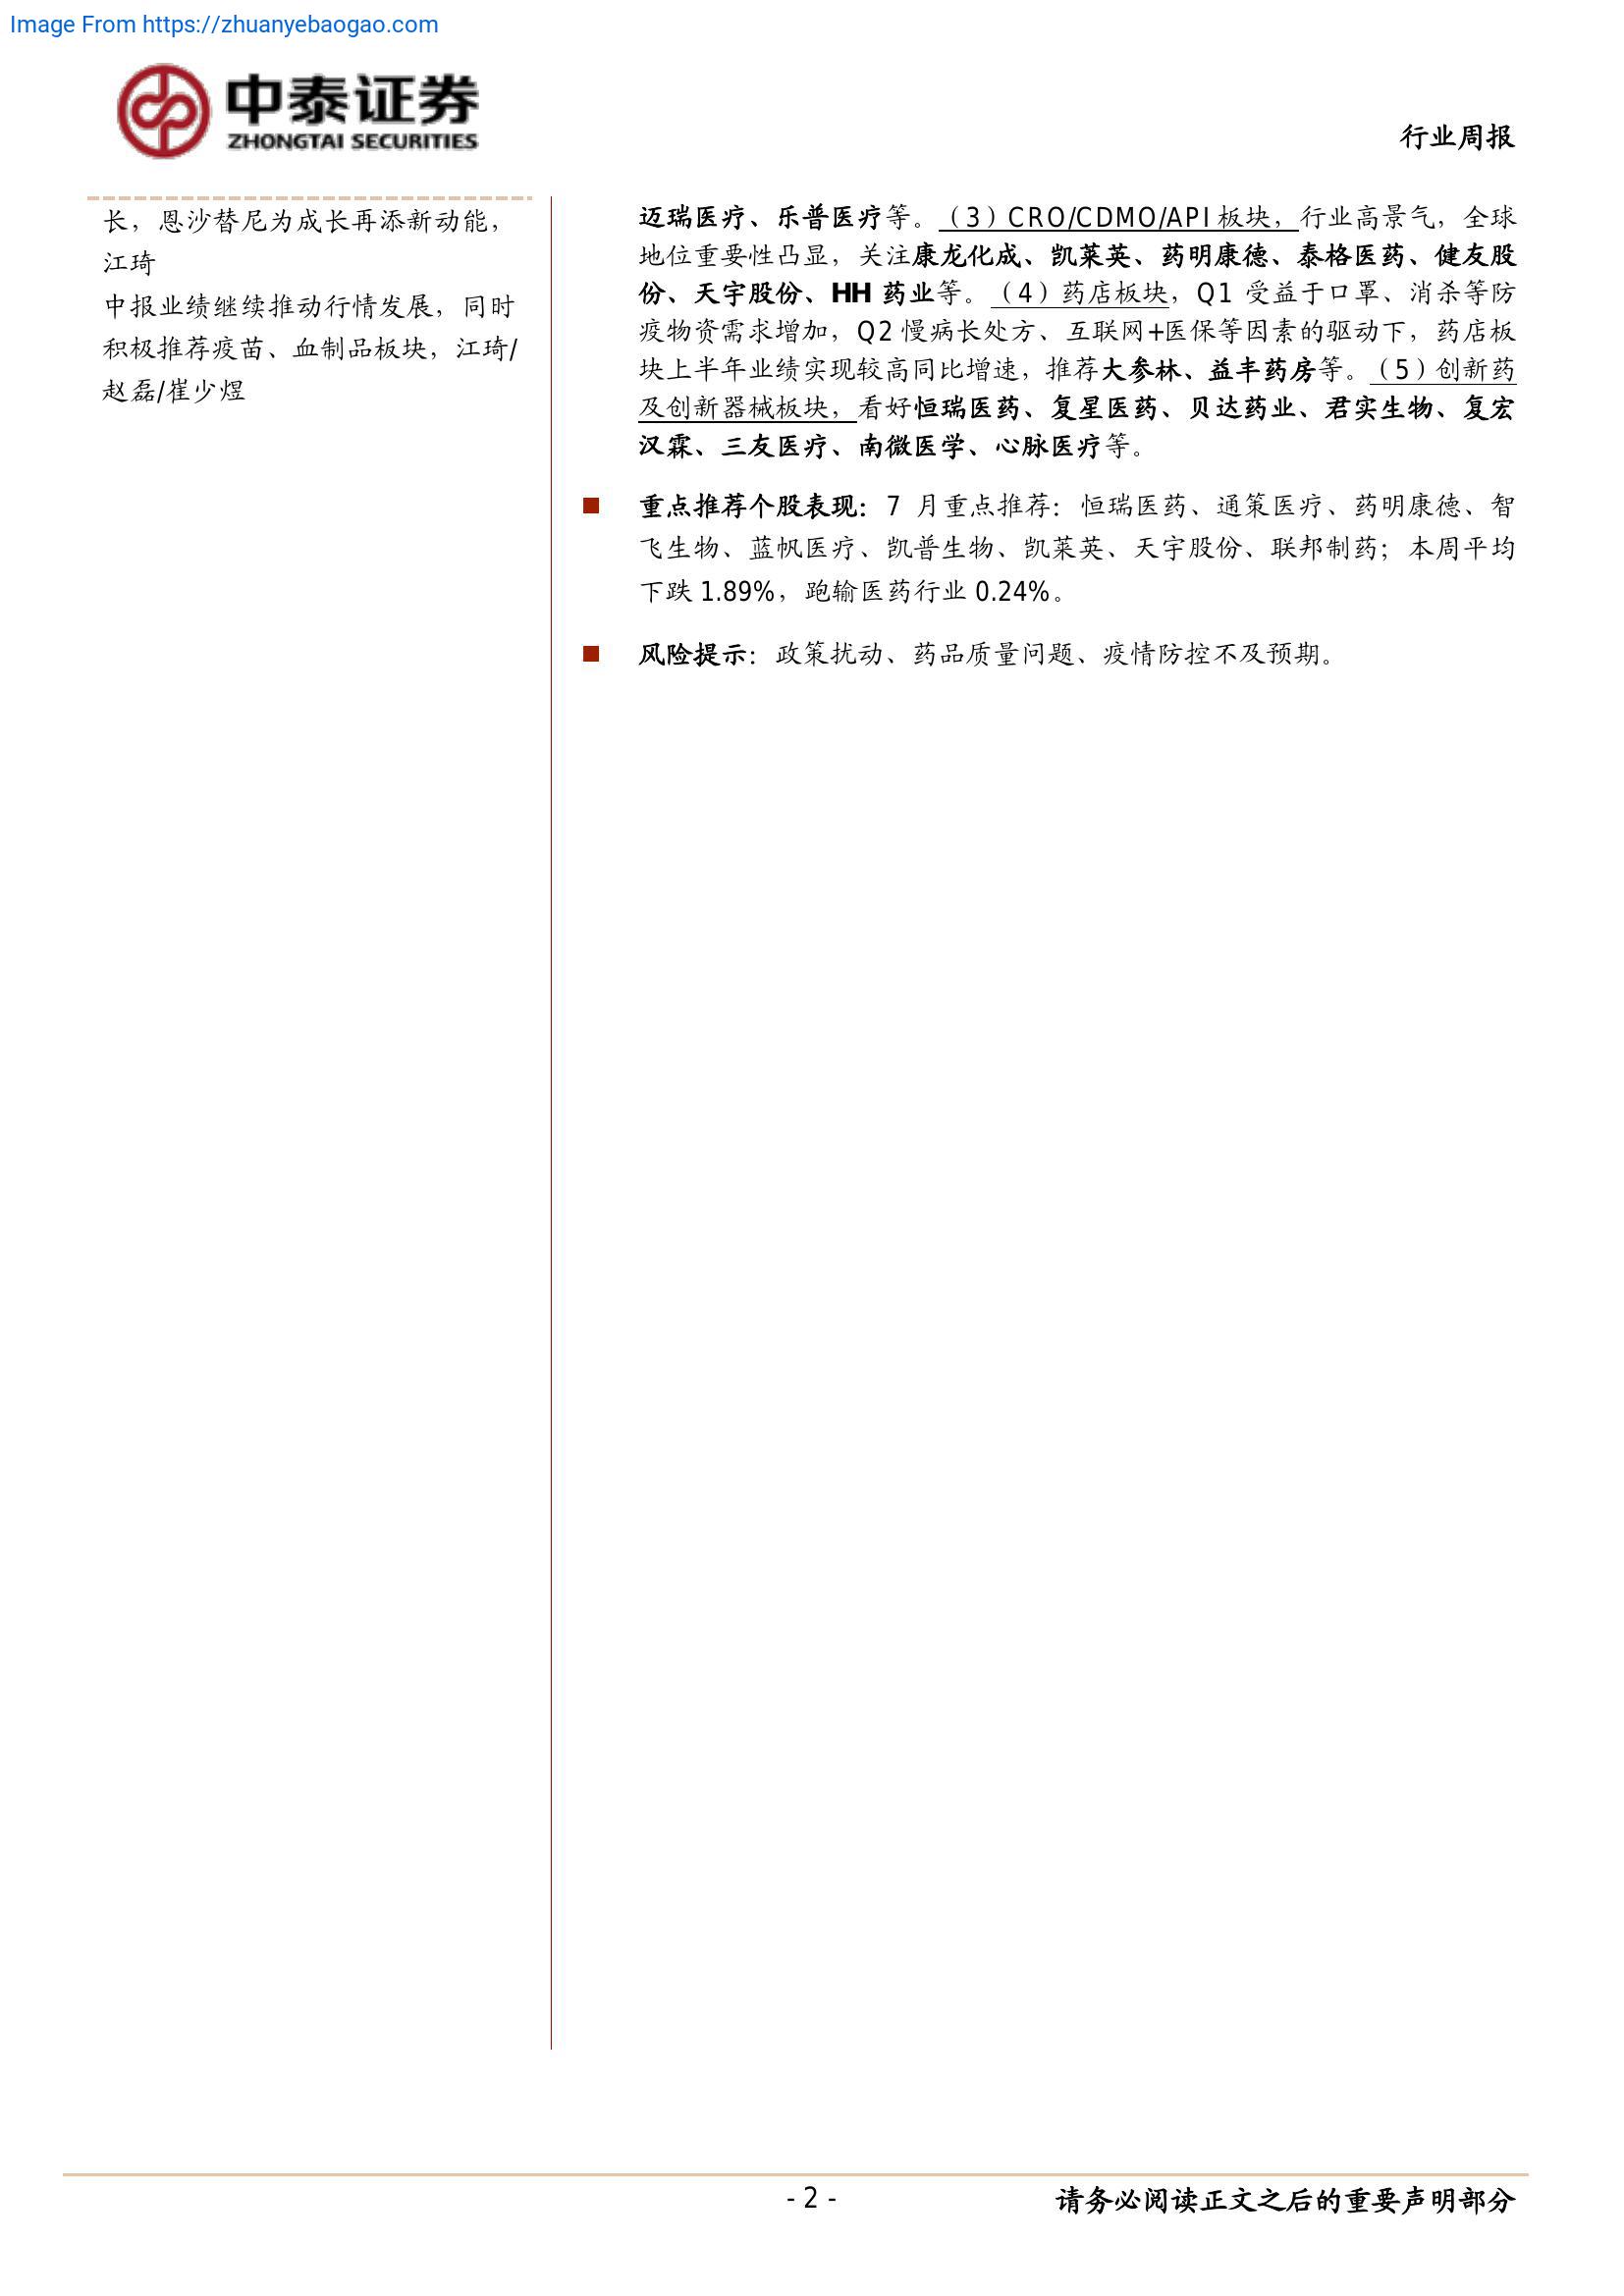 Image From https://zhuanyebaogao.com
中泰证券
ZHONGTAI SECURITIES
行业周报
长，恩沙替尼为成长再添新动能，
江琦
中报业绩继续推动行情发展，同时
积极推荐疫苗、血制品板块，江琦/
赵磊/崔少煜
迈瑞医疗、乐普医疗等。（3）CRO/CDMO/API 板块，行业高景气，全球
地位重要性凸显，关注康龙化成、凯莱英、药明康德、泰格医药、健友股
份、天宇股份、HH 药业等。（4）药店板块，Q1 受益于口罩、消杀等防
疫物资需求增加，Q2 慢病长处方、互联网+医保等因素的驱动下，药店板
块上半年业绩实现较高同比增速，推荐大参林、益丰药房等。（5）创新药
及创新器械板块，看好恒瑞医药、复星医药、贝达药业、君实生物、复宏
汉霖、三友医疗、南微医学、心脉医疗等。
重点推荐个股表现：7 月重点推荐：恒瑞医药、通策医疗、药明康德、智
飞生物、蓝帆医疗、凯普生物、凯莱英、天宇股份、联邦制药；本周平均
下跌 1.89%，跑输医药行业 0.24%。
风险提示：政策扰动、药品质量问题、疫情防控不及预期。
- 2 -
请务必阅读正文之后的重要声明部分